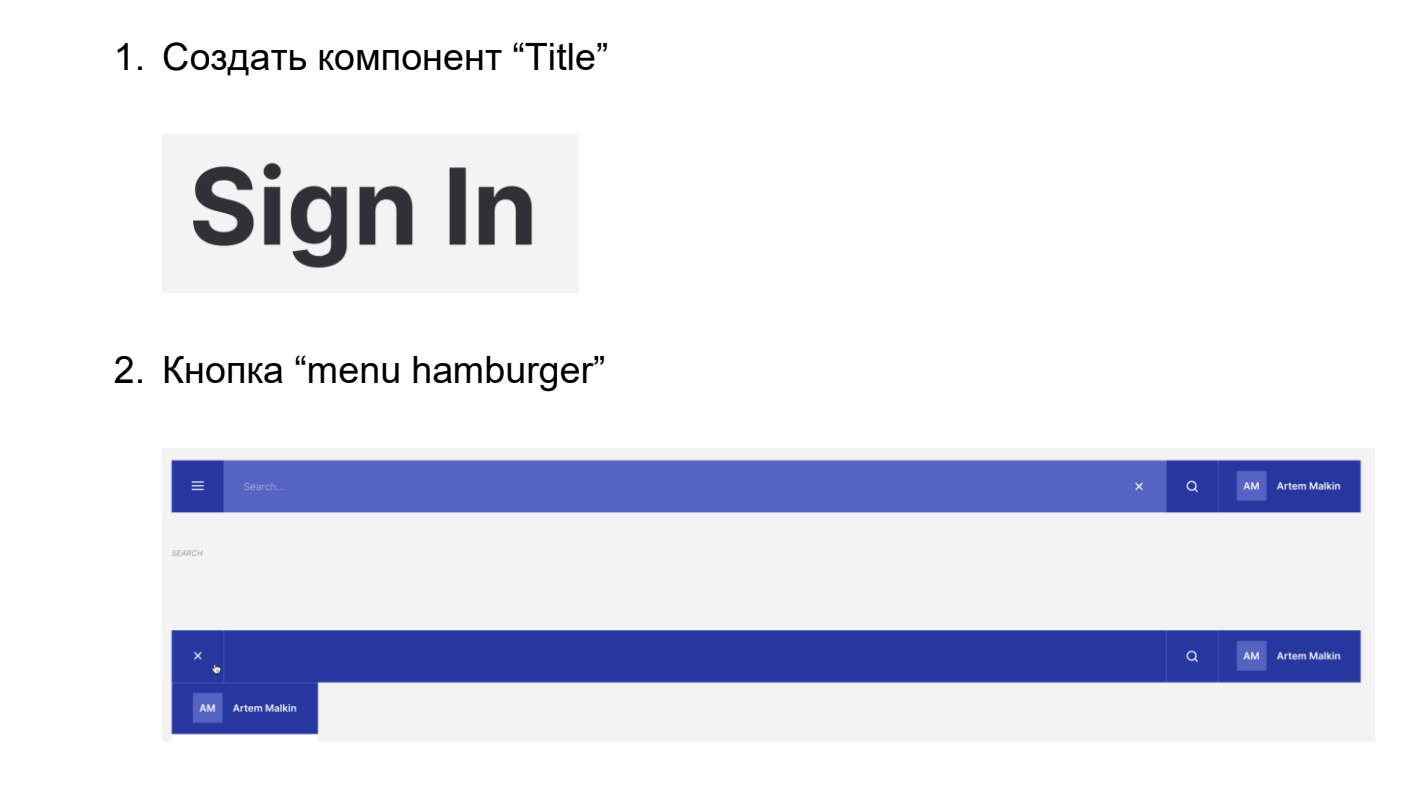 1. Создать компонент “Title”
Sign In
2. Кнопка “menu hamburger”
Search...
AM Artem Malkin
SEARCH
AM Artem Malkin
AM Artem Malkin